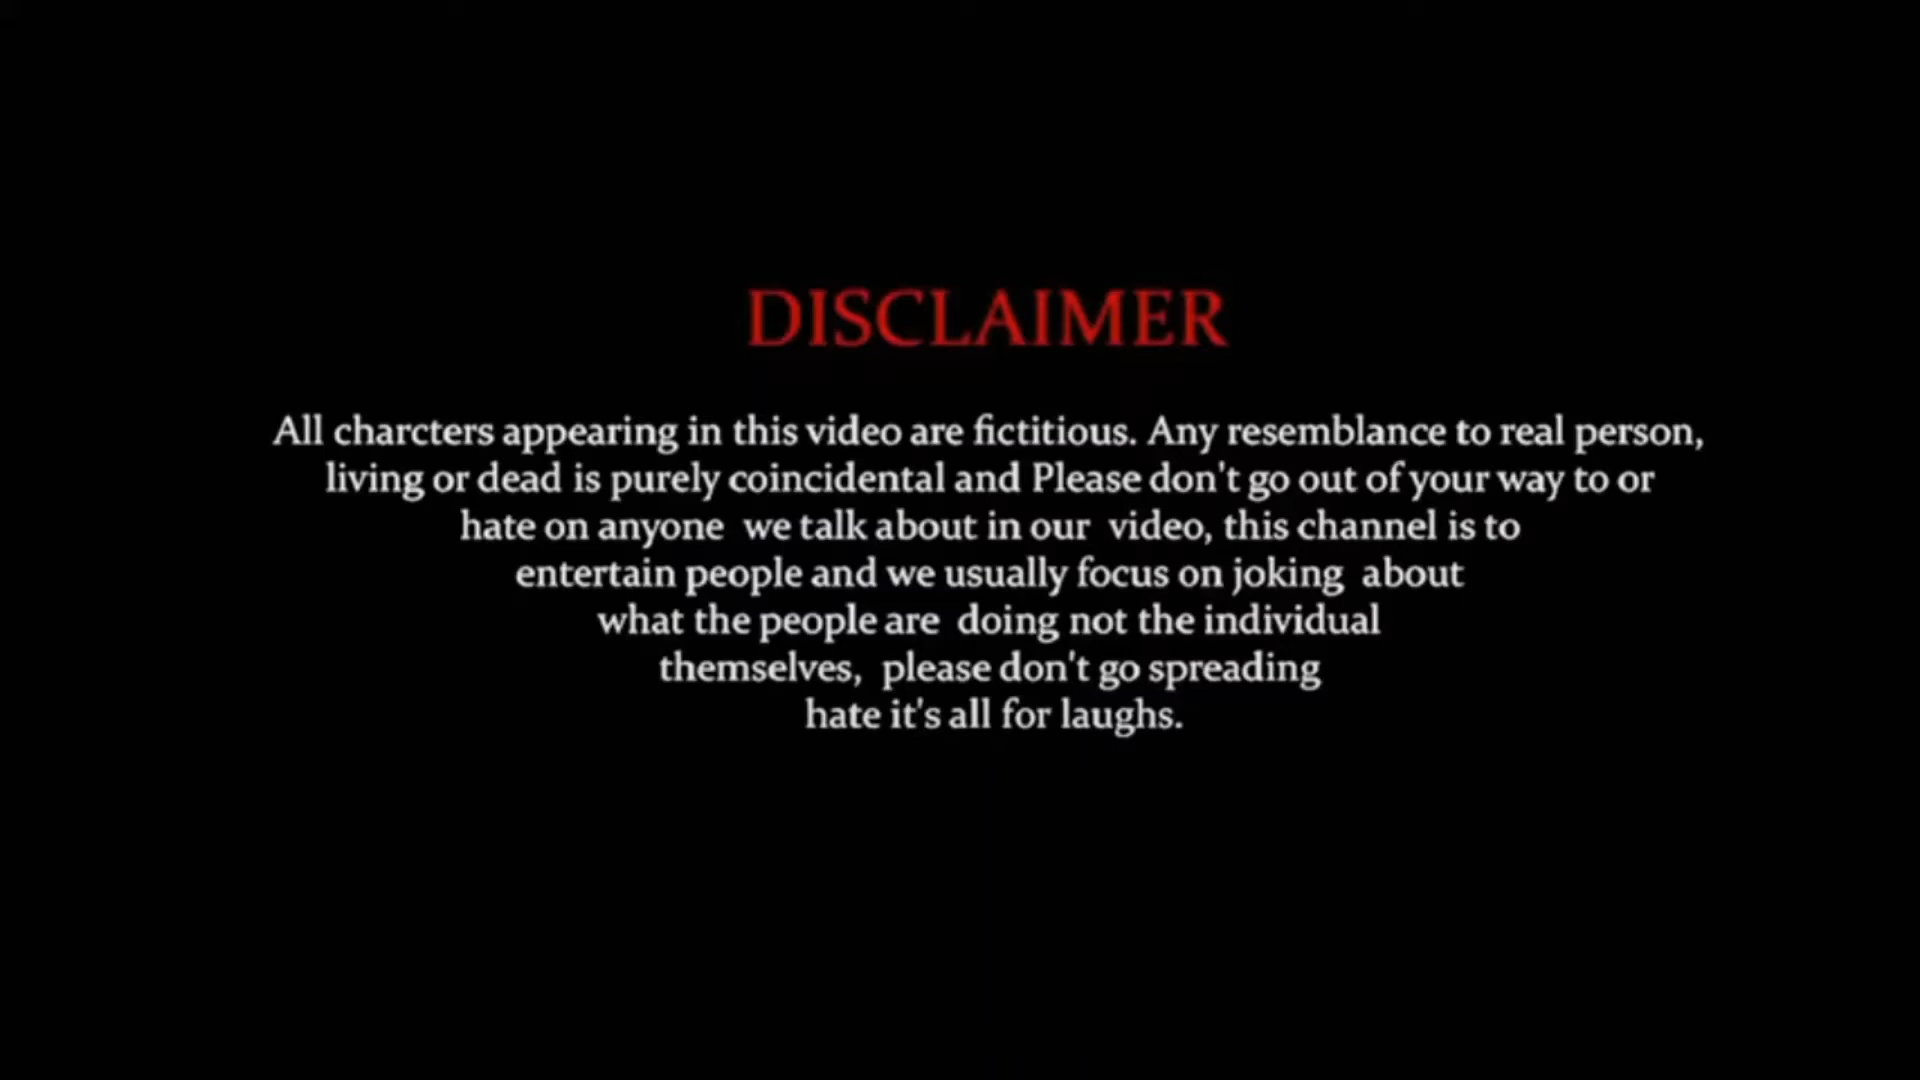 DISCLAIMER
All charcters appearing in this video are fictitious. Any resemblance to real person,
living or dead is purely coincidental and Please don't go out of your way to or
hate on anyone  we talk about in our  video, this channel is to
entertain people and we usually focus on joking  about
what the people are  doing not the individual
themselves,  please don't go spreading
hate it's all for laughs.